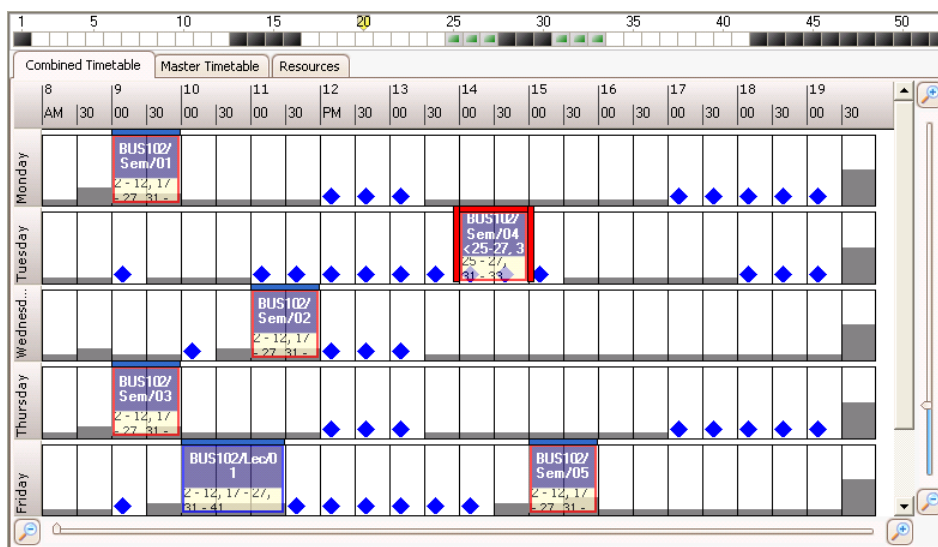 1 5 10 15 20 25 30 35 40 45 50
Combined Timetable Master Timetable Resources
8 9 10 11 12 13 14 15 16 17 18 19
AM 30 00 30 00 30 00 30 PM 30 00 30 00 30 00 30 00 30 00 30 00 30 00 30
Monday
BUS102/
Sem/01
2 - 12, 17
- 27, 31 -
Tuesday
BUS102/
Sem/04
<25-27, 3
25 - 27,
31 - 33
Wednesd...
BUS102/
Sem/02
2 - 12, 17
- 27, 31 -
Thursday
BUS102/
Sem/03
2 - 12, 17
- 27, 31 -
Friday
BUS102/Lec/0
1
2 - 12, 17 - 27,
31 - 41
BUS102/
Sem/05
2 - 12, 17
- 27, 31 -